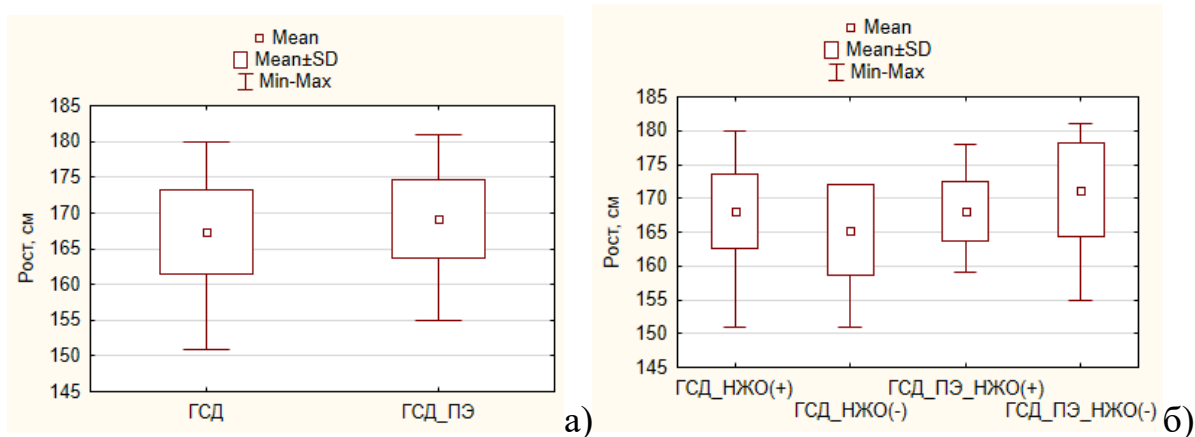 Mean
Mean±SD
Min-Max
185
180
175
170
165
160
155
150
145
Рост, см
ГСД
ГСД_ПЭ
а)
Mean
Mean±SD
Min-Max
185
180
175
170
165
160
155
150
145
Рост, см
ГСД_НЖО(+)
ГСД_НЖО(-)
ГСД_ПЭ_НЖО(+)
ГСД_ПЭ_НЖО(-)
б)